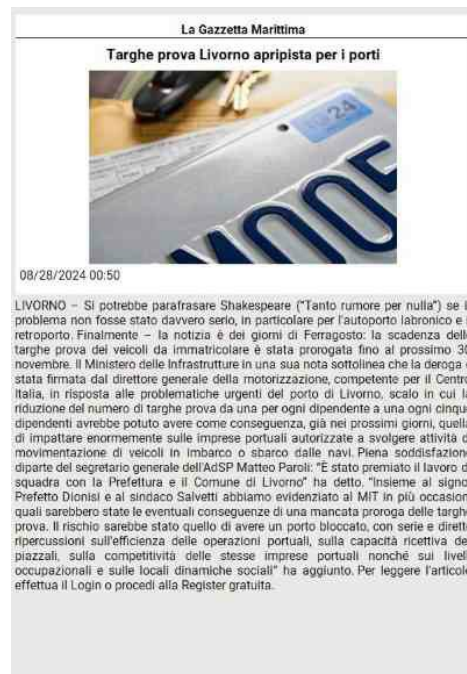 La Gazzetta Marittima
Targhe prova Livorno apripista per i porti
24
M005
08/28/2024 00:50
LIVORNO – Si potrebbe parafrasare Shakespeare ("Tanto rumore per nulla") se
problema non fosse stato davvero serio, in particolare per l'autoporto labronico e
retroporto. Finalmente – la notizia è dei giorni di Ferragosto: la scadenza
targhe prova dei veicoli da immatricolare è stata prorogata fino al prossimo
novembre. Il Ministero delle Infrastrutture in una sua nota sottolinea che la deroga
stata firmata dal direttore generale della motorizzazione, competente per il Centro
Italia, in risposta alle problematiche urgenti del porto di Livorno, scalo in cui
riduzione del numero di targhe prova da una per ogni dipendente a una ogni cinque
dipendenti avrebbe potuto avere come conseguenza, già nei prossimi giorni, quella
di impattare enormemente sulle imprese portuali autorizzate a svolgere attività
movimentazione di veicoli in imbarco o sbarco dalle navi. Piena soddisfazione
diparte del segretario generale dell'AdSP Matteo Paroli: "È stato premiato il lavoro
squadra con la Prefettura e il Comune di Livorno" ha detto. "Insieme al signor
Prefetto Dionisi e al sindaco Salvetti abbiamo evidenziato al MIT in più occasioni
quali sarebbero state le eventuali conseguenze di una mancata proroga delle targhe
prova. Il rischio sarebbe stato quello di avere un porto bloccato, con serie e dirette
ripercussioni sull'efficienza delle operazioni portuali, sulla capacità ricettiva dei
piazzali, sulla competitività delle stesse imprese portuali nonché sui livelli
occupazionali e sulle locali dinamiche sociali" ha aggiunto. Per leggere l'articolo
effettua il Login o procedi alla Register gratuita.